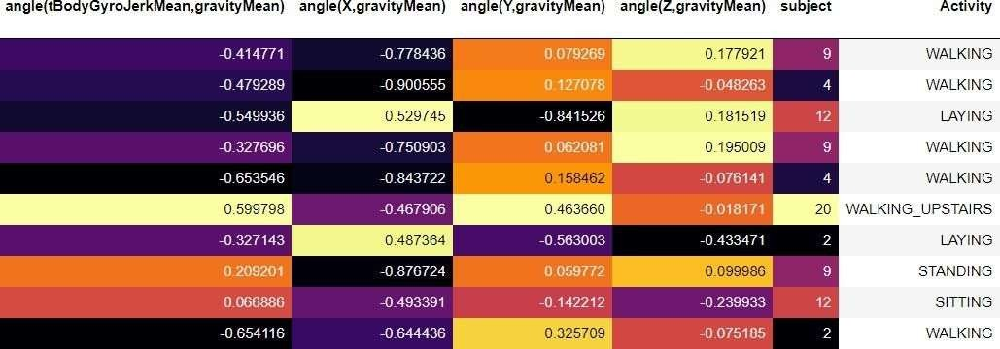 angle(tBodyGyroJerkMean,gravityMean) angle(X,gravityMean) angle(Y,gravityMean) angle(Z,gravityMean) subject Activity
-0.414771 -0.778436 0.079269 0.177921 9 WALKING
-0.479289 -0.900555 0.127078 -0.048263 4 WALKING
-0.549936 0.529745 -0.841526 0.181519 12 LAYING
-0.327696 -0.750903 0.062081 0.195009 9 WALKING
-0.653546 -0.843722 0.158462 -0.076141 4 WALKING
0.599798 -0.467906 0.463660 -0.018171 20 WALKING_UPSTAIRS
-0.327143 0.487364 -0.563003 -0.433471 2 LAYING
0.209201 -0.876724 0.059772 0.099986 9 STANDING
0.066886 -0.493391 -0.142212 -0.239933 12 SITTING
-0.654116 -0.644436 0.325709 -0.075185 2 WALKING